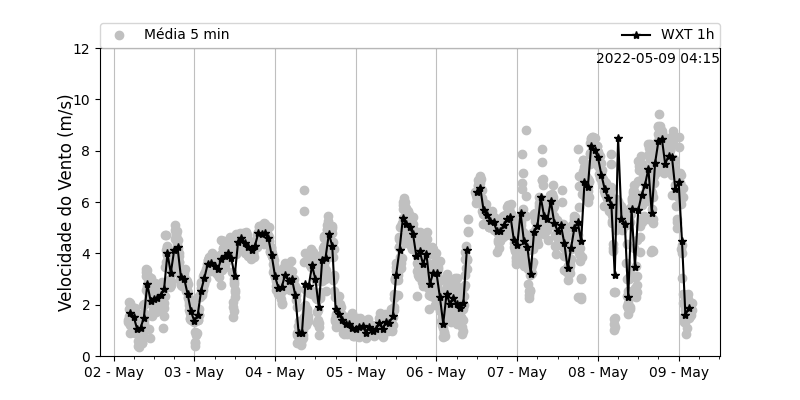 Média 5 min
WXT 1h
2022-05-09 04:15
Velocidade do Vento (m/s)
12
10
8
6
4
2
0
02 - May
03 - May
04 - May
05 - May
06 - May
07 - May
08 - May
09 - May